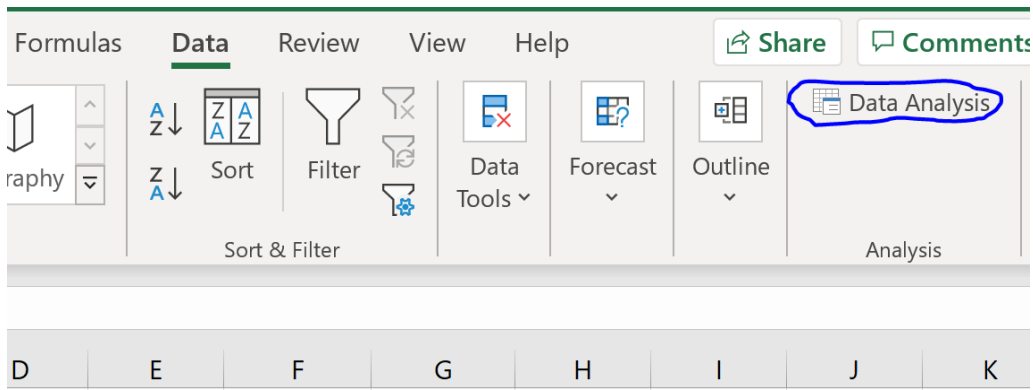 Formulas Data Review View Help Share Comments
A Z Z A A Z Data Analysis
raphy Z A Sort Filter Data Tools Forecast Outline
Sort & Filter Analysis
D E F G H I J K